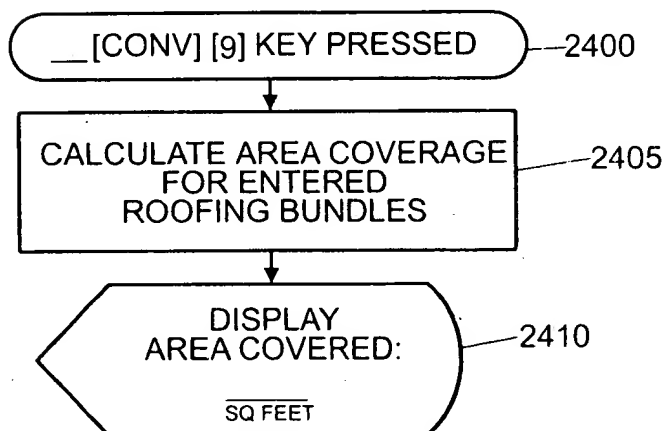 __[CONV] [9] KEY PRESSED
2400
CALCULATE AREA COVERAGE
FOR ENTERED
ROOFING BUNDLES
2405
DISPLAY
AREA COVERED:
2410
SQ FEET